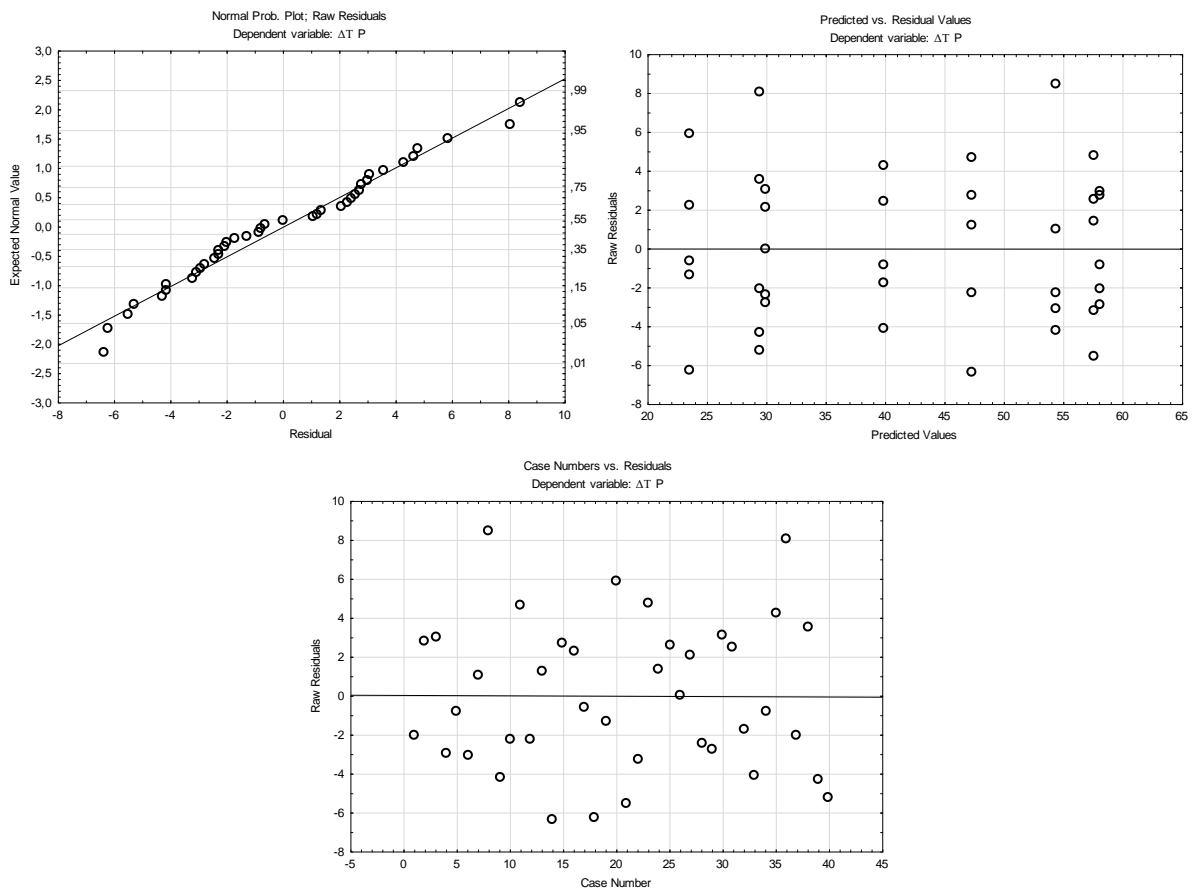 Normal Prob. Plot; Raw Residuals
Dependent variable: ΔT P
3,0
2,5
2,0
1,5
1,0
0,5
0,0
-0,5
-1,0
-1,5
-2,0
-2,5
-3,0
Expected Normal Value
,99
,95
,75
,55
,35
,15
,05
,01
-8 -6 -4 -2 0 2 4 6 8 10
Residual
Predicted vs. Residual Values
Dependent variable: ΔT P
10
8
6
4
2
0
-2
-4
-6
-8
Raw Residuals
20 25 30 35 40 45 50 55 60 65
Predicted Values
Case Numbers vs. Residuals
Dependent variable: ΔT P
10
8
6
4
2
0
-2
-4
-6
-8
Raw Residuals
-5 0 5 10 15 20 25 30 35 40 45
Case Number